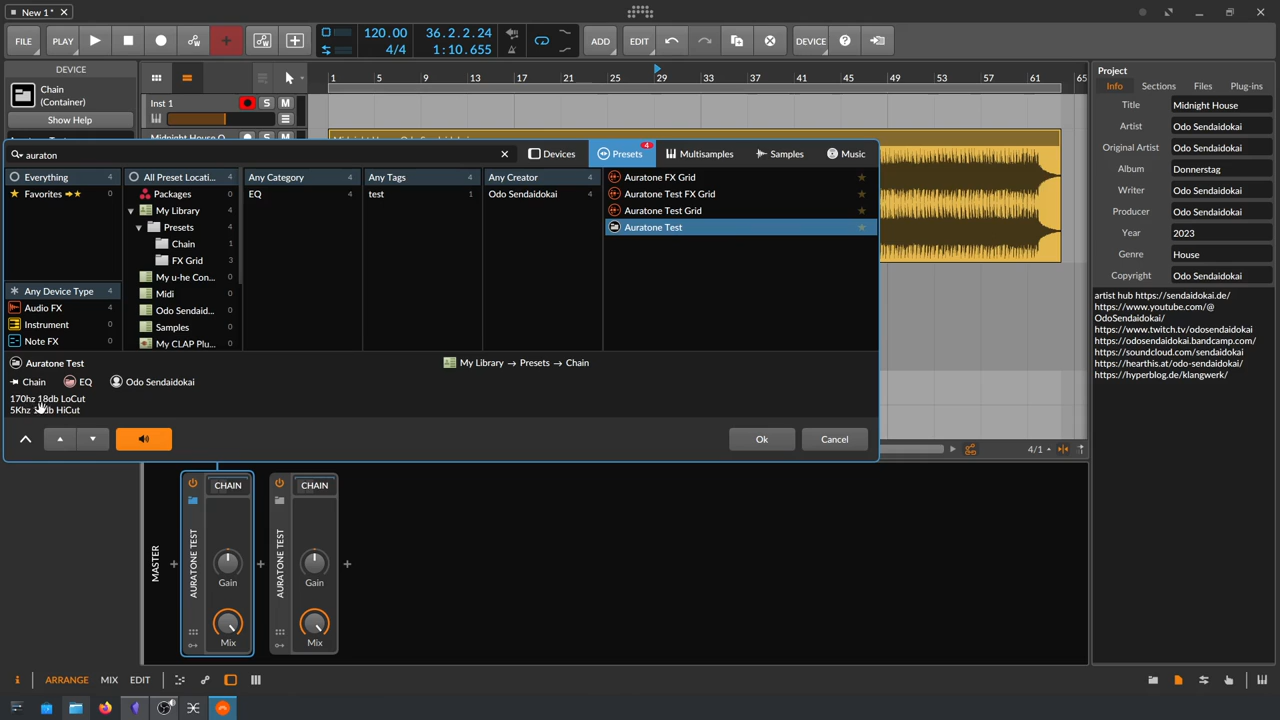 New 1*
FILE
PLAY
120.00
4/4
36.2.2.24
1:10.655
ADD
EDIT
DEVICE
DEVICE
Chain
(Container)
Show Help
1 5 9 13 17 21 25 29 33 37 41 45 49 53 57 61 65
Inst 1
S M
auraton
Devices
Presets
4
Multisamples
Samples
Music
Everything 4
Favorites 0
Any Device Type 4
Audio FX 4
Instrument 0
Note FX 0
All Preset Locati... 4
Packages 0
My Library 4
Presets 4
Chain 1
FX Grid 3
My u-he Con... 0
Midi 0
Odo Sendaid... 0
Samples 0
My CLAP Plu... 0
Any Category 4
EQ 4
Any Tags 4
test 1
Any Creator 4
Odo Sendaidokai 4
Auratone FX Grid
Auratone Test FX Grid
Auratone Test Grid
Auratone Test
Auratone Test
My Library → Presets → Chain
Chain
EQ
Odo Sendaidokai
170hz 18db LoCut
5Khz HiCut
Ok
Cancel
4/1
MASTER
AURATONE TEST
CHAIN
Gain
Mix
AURATONE TEST
CHAIN
Gain
Mix
Project
Info Sections Files Plug-ins
Title Midnight House
Artist Odo Sendaidokai
Original Artist Odo Sendaidokai
Album Donnerstag
Writer Odo Sendaidokai
Producer Odo Sendaidokai
Year 2023
Genre House
Copyright Odo Sendaidokai
artist hub https://sendaidokai.de/
https://www.youtube.com/@
OdoSendaidokai/
https://www.twitch.tv/odosendaidokai
https://odosendaidokai.bandcamp.com/
https://soundcloud.com/sendaidokai
https://hearthis.at/odo-sendaidokai/
https://hyperblog.de/klangwerk/
ARRANGE MIX EDIT